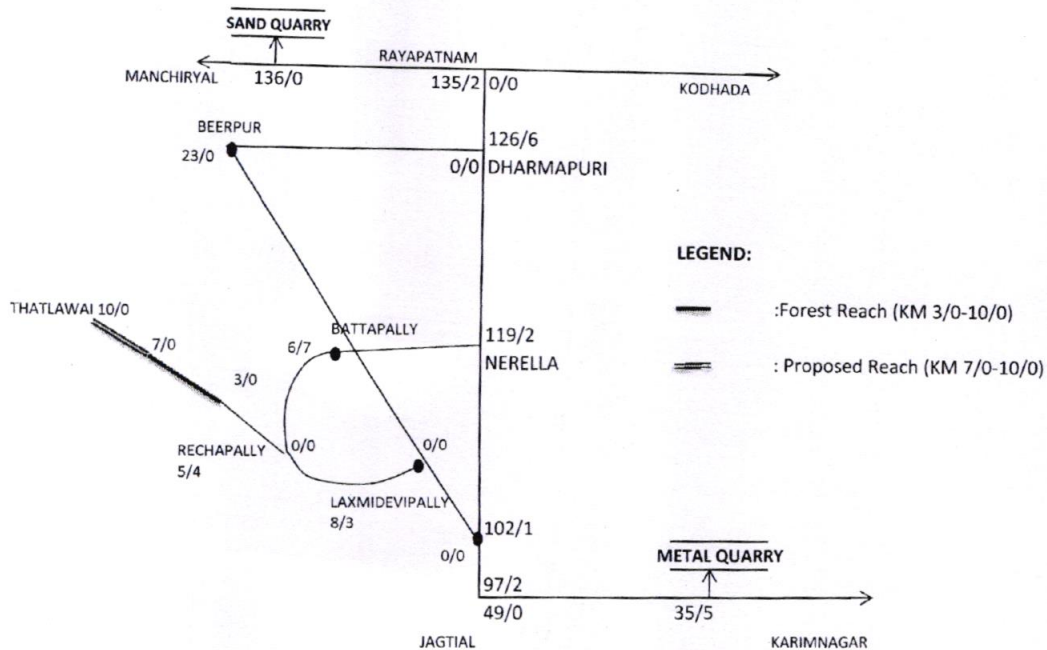 SAND QUARRY
RAYAPATNAM
MANCHIRYAL
136/0
135/2
0/0
KODHADA
BEERPUR
23/0
126/6
0/0
DHARMAPURI
LEGEND:
THATLAWAI 10/0
:Forest Reach (KM 3/0-10/0)
7/0
6/7
BATTAPALLY
119/2
NERELLA
: Proposed Reach (KM 7/0-10/0)
3/0
RECHAPALLY
5/4
0/0
0/0
LAXMIDEVIPALLY
8/3
102/1
0/0
METAL QUARRY
97/2
49/0
35/5
JAGTIAL
KARIMNAGAR